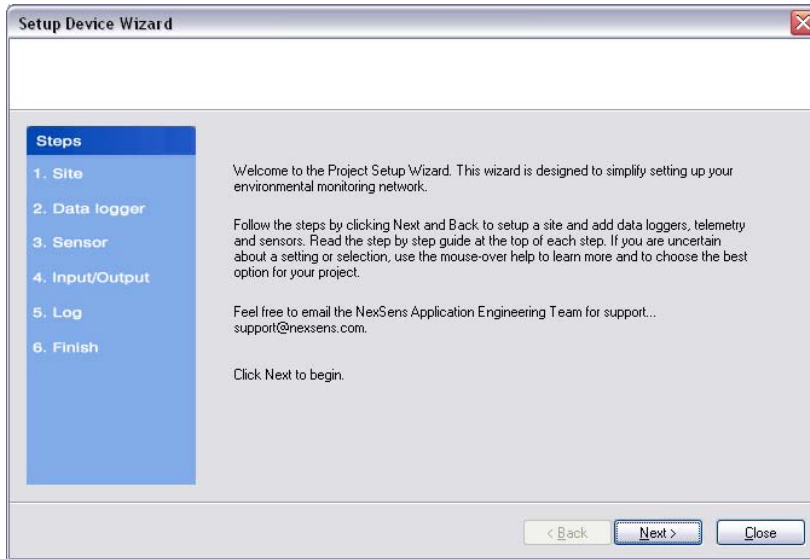 Setup Device Wizard
Steps
1. Site
2. Data logger
3. Sensor
4. Input/Output
5. Log
6. Finish
Welcome to the Project Setup Wizard. This wizard is designed to simplify setting up your
environmental monitoring network.
Follow the steps by clicking Next and Back to setup a site and add data loggers, telemetry
and sensors. Read the step by step guide at the top of each step. If you are uncertain
about a setting or selection, use the mouse-over help to learn more and to choose the best
option for your project.
Feel free to email the NexSens Application Engineering Team for support...
support@nexsens.com.
Click Next to begin.
< Back Next > Close